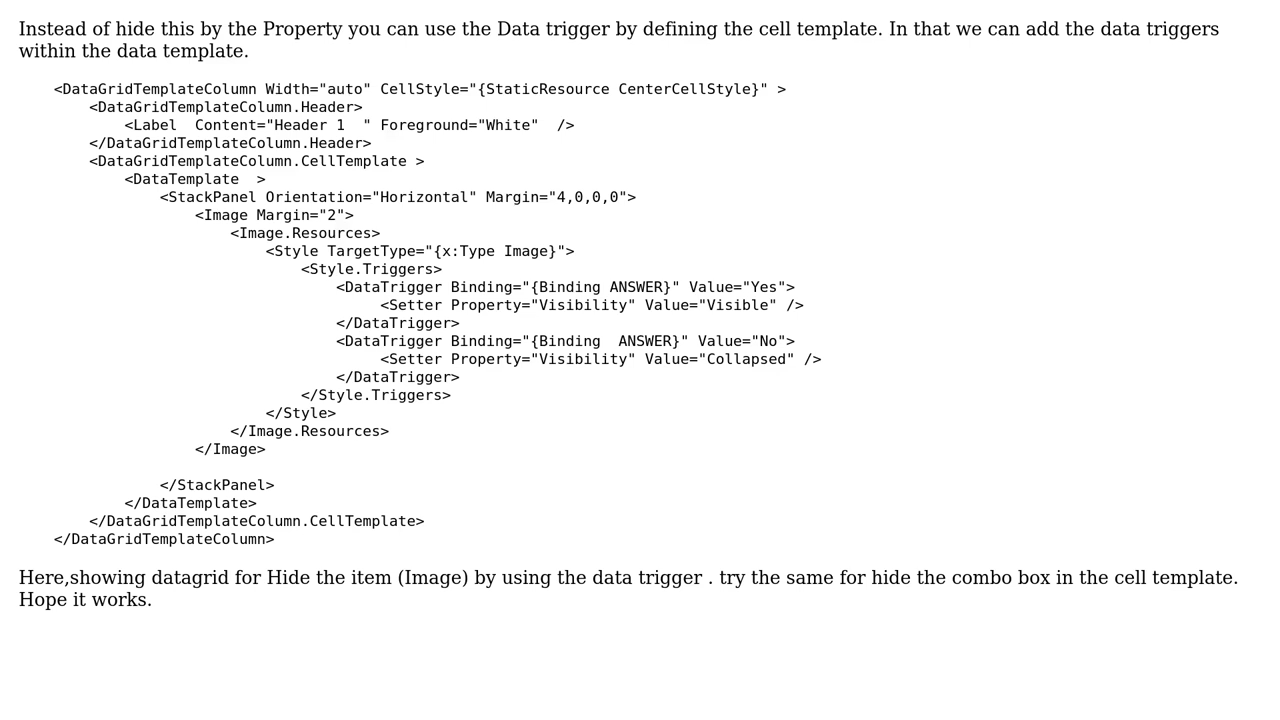 Instead of hide this by the Property you can use the Data trigger by defining the cell template. In that we can add the data triggers
within the data template.
<DataGridTemplateColumn Width="auto" CellStyle="{StaticResource CenterCellStyle}" >
    <DataGridTemplateColumn.Header>
        <Label  Content="Header 1  " Foreground="White"  />
    </DataGridTemplateColumn.Header>
    <DataGridTemplateColumn.CellTemplate >
        <DataTemplate  >
            <StackPanel Orientation="Horizontal" Margin="4,0,0,0">
                <Image Margin="2">
                    <Image.Resources>
                        <Style TargetType="{x:Type Image}">
                            <Style.Triggers>
                                <DataTrigger Binding="{Binding ANSWER}" Value="Yes">
                                     <Setter Property="Visibility" Value="Visible" />
                                </DataTrigger>
                                <DataTrigger Binding="{Binding  ANSWER}" Value="No">
                                     <Setter Property="Visibility" Value="Collapsed" />
                                </DataTrigger>
                            </Style.Triggers>
                        </Style>
                    </Image.Resources>
                </Image>
            </StackPanel>
        </DataTemplate>
    </DataGridTemplateColumn.CellTemplate>
</DataGridTemplateColumn>
Here,showing datagrid for Hide the item (Image) by using the data trigger . try the same for hide the combo box in the cell template.
Hope it works.